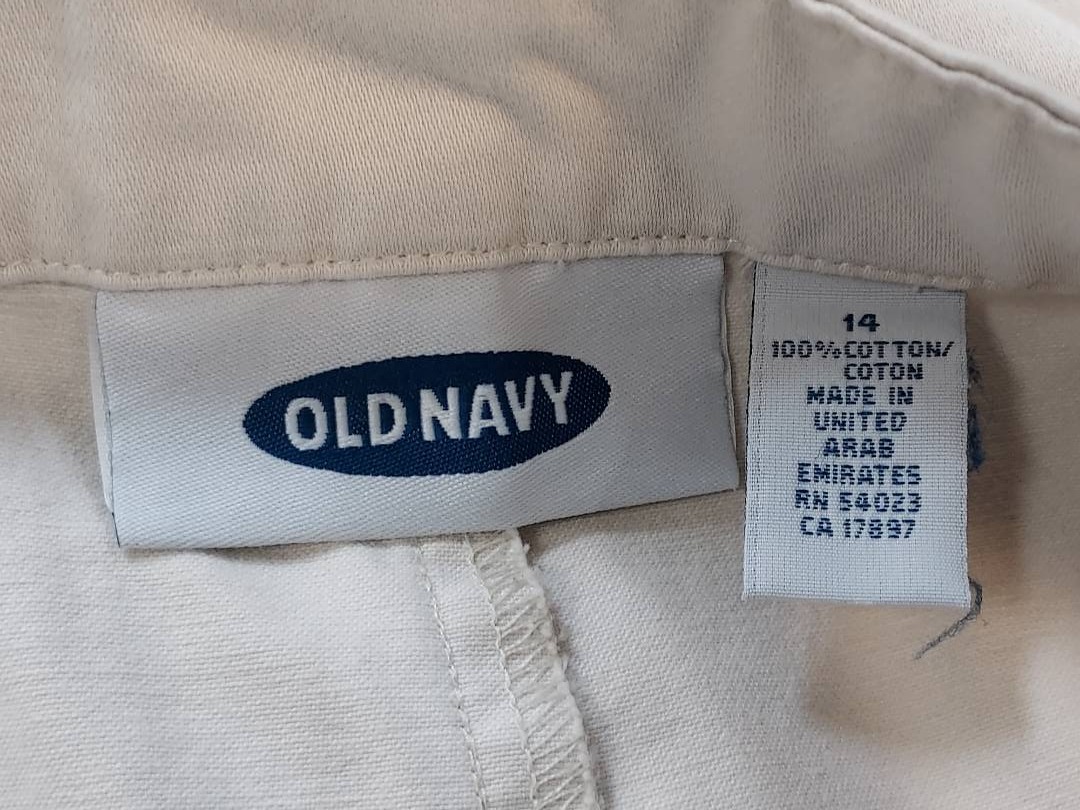 OLD NAVY
14
100% COTTON/
COTON
MADE IN
UNITED
ARAB
EMIRATES
RN 54023
CA 17897